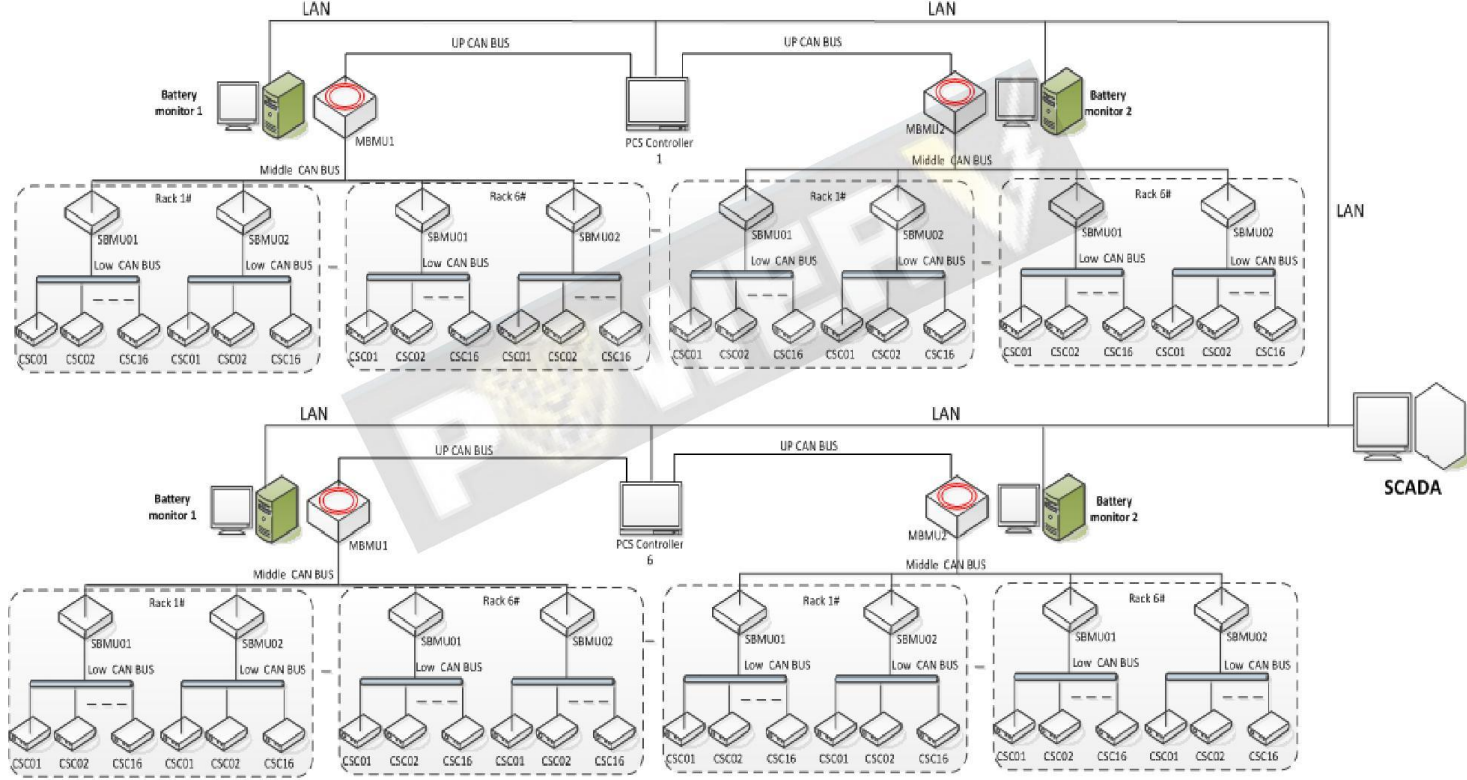 LAN
LAN
UP CAN BUS
UP CAN BUS
Battery
monitor 1
MBMU1
PCS Controller
1
MBMU2
Battery
monitor 2
Middle CAN BUS
Middle CAN BUS
Rack 1#
Rack 6#
Rack 1#
Rack 6#
LAN
SBMU01
SBMU02
SBMU01
SBMU02
SBMU01
SBMU02
SBMU01
SBMU02
Low CAN BUS
Low CAN BUS
Low CAN BUS
Low CAN BUS
Low CAN BUS
Low CAN BUS
Low CAN BUS
Low CAN BUS
CSC01
CSC02
CSC16
CSC01
CSC02
CSC16
CSC01
CSC02
CSC16
CSC01
CSC02
CSC16
CSC01
CSC02
CSC16
CSC01
CSC02
CSC16
CSC01
CSC02
CSC16
CSC01
CSC02
CSC16
POWER
LAN
LAN
UP CAN BUS
UP CAN BUS
Battery
monitor 1
MBMU1
PCS Controller
6
MBMU2
Battery
monitor 2
SCADA
Middle CAN BUS
Middle CAN BUS
Rack 1#
Rack 6#
Rack 1#
Rack 6#
SBMU01
SBMU02
SBMU01
SBMU02
SBMU01
SBMU02
SBMU01
SBMU02
Low CAN BUS
Low CAN BUS
Low CAN BUS
Low CAN BUS
Low CAN BUS
Low CAN BUS
Low CAN BUS
Low CAN BUS
CSC01
CSC02
CSC16
CSC01
CSC02
CSC16
CSC01
CSC02
CSC16
CSC01
CSC02
CSC16
CSC01
CSC02
CSC16
CSC01
CSC02
CSC16
CSC01
CSC02
CSC16
CSC01
CSC02
CSC16